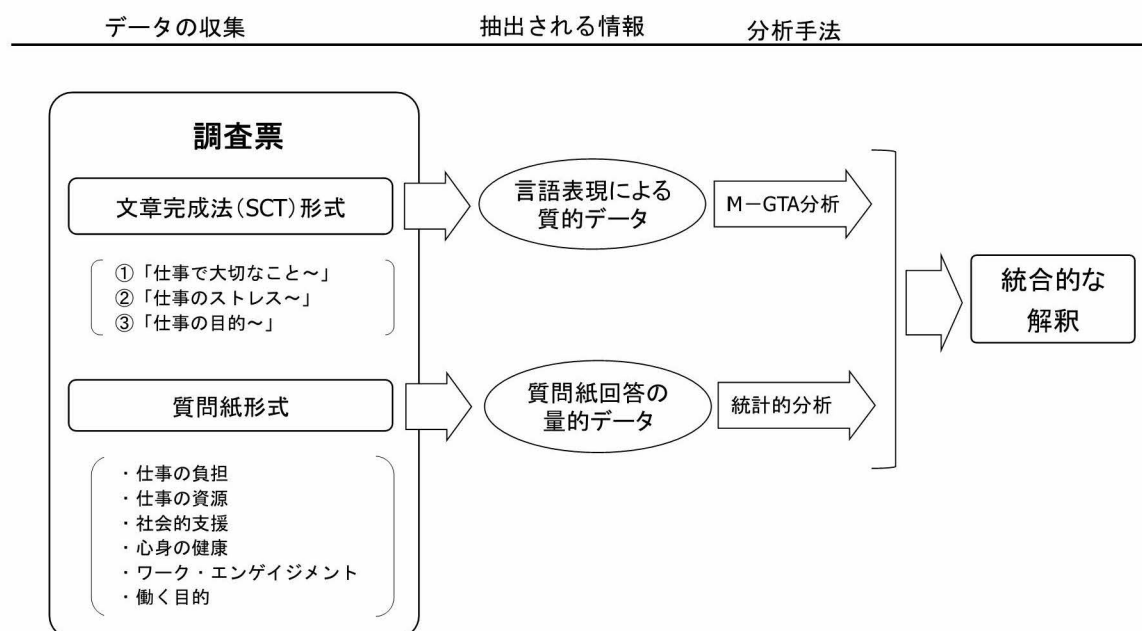 データの収集
抽出される情報
分析手法
調査票
文章完成法(SCT)形式
①「仕事で大切なこと～」
②「仕事のストレス～」
③「仕事の目的～」
言語表現による
質的データ
M－GTA分析
質問紙形式
・仕事の負担
・仕事の資源
・社会的支援
・心身の健康
・ワーク・エンゲイジメント
・働く目的
質問紙回答の
量的データ
統計的分析
統合的な
解釈